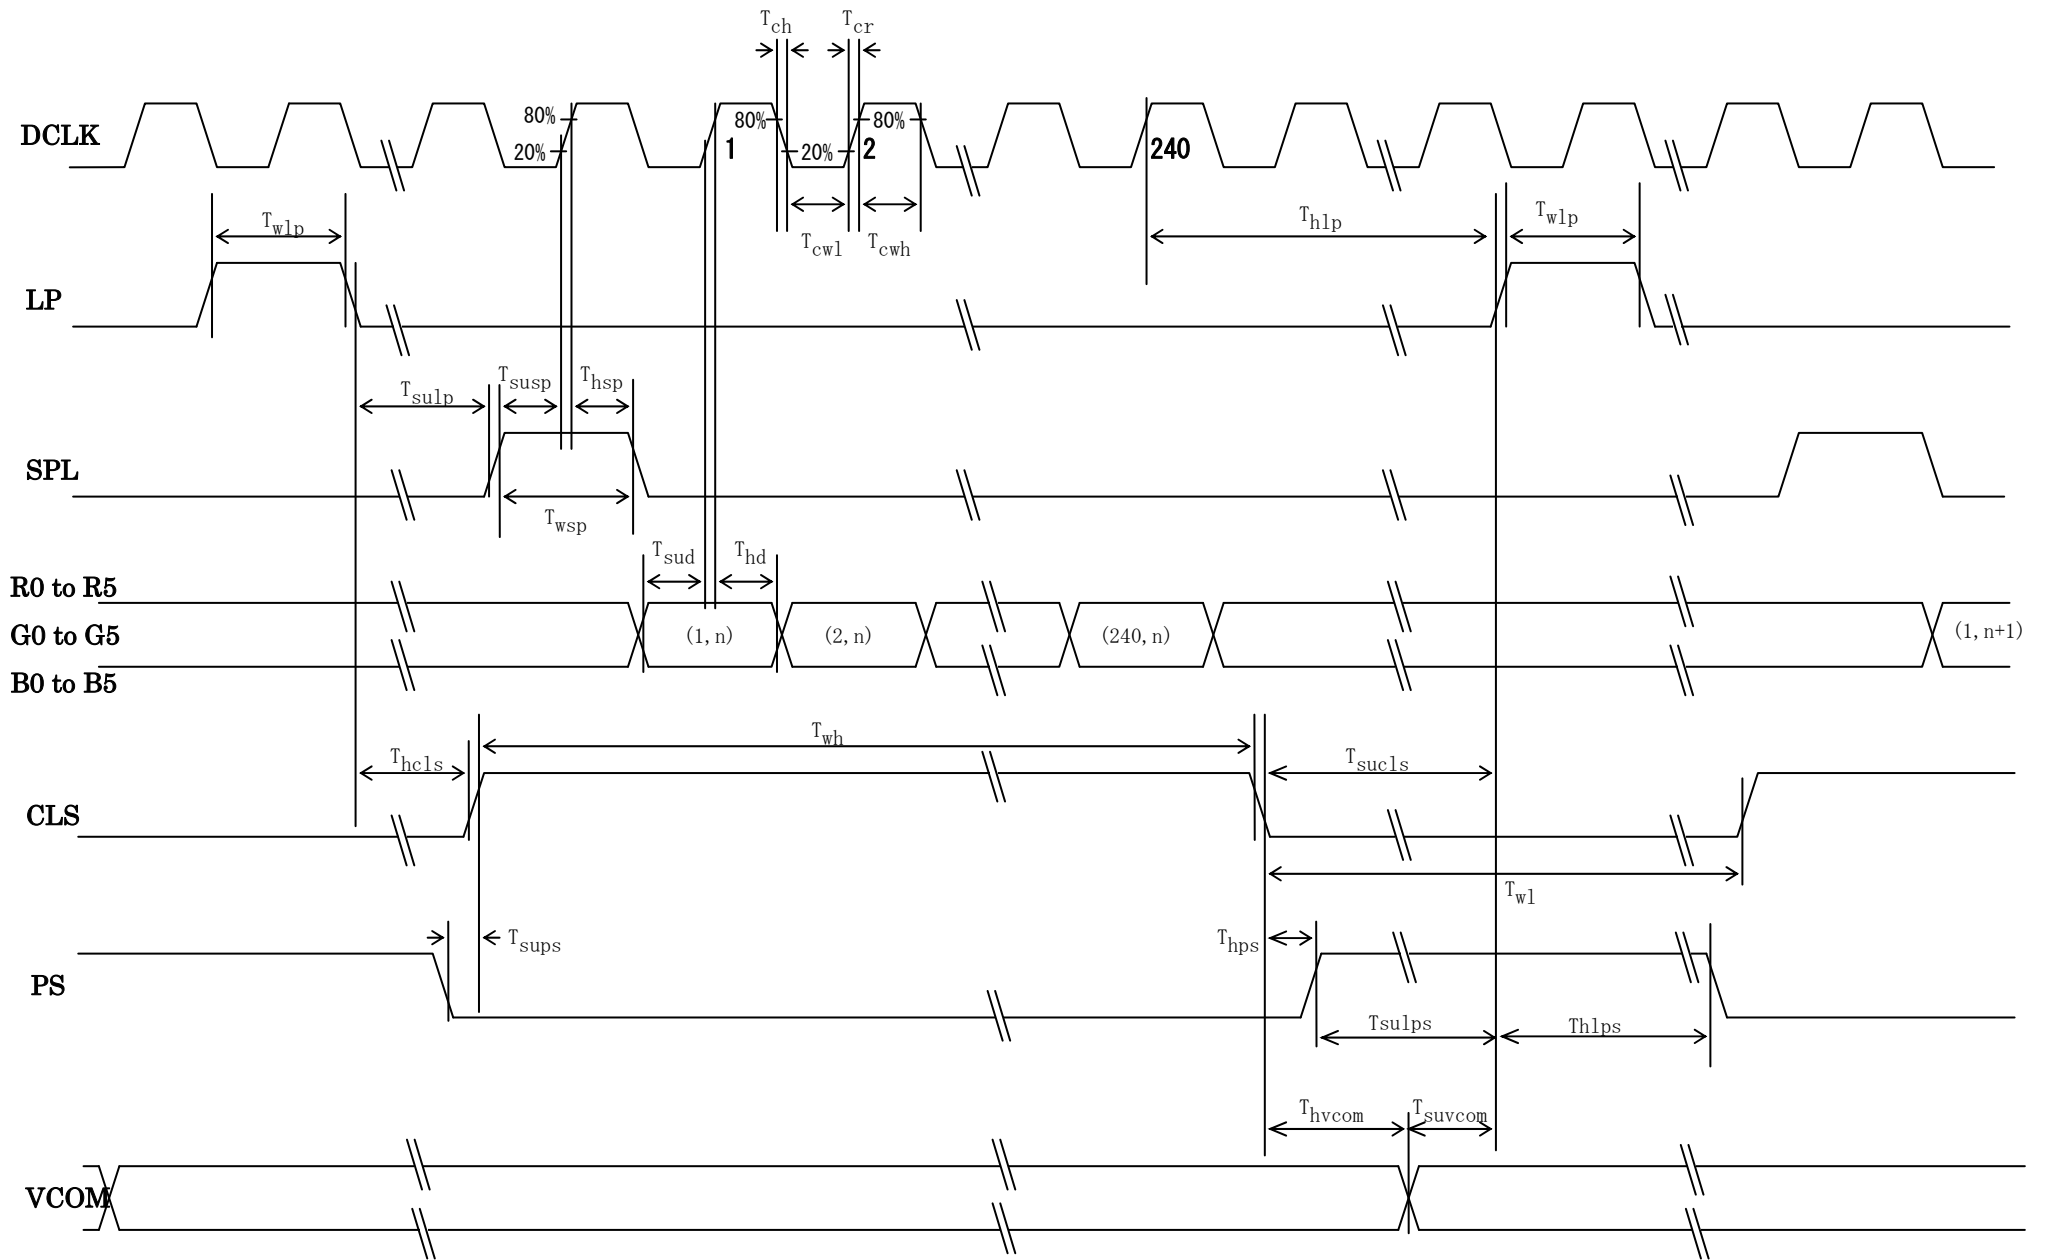 Tch Tcr
80% 80% 80%
DCLK
20% 1 20% 2 240
Twlp Thlp Twlp
Tcwl Tcwh
LP
Tsulp Tsusp Thsp
SPL
Twsp
Tsud Thd
R0 to R5
G0 to G5 (1,n) (2,n) (240,n) (1,n+1)
B0 to B5
Twh
Thcls Tsucls
CLS
Twl
Tsups Thps
PS
Tsulps Thlps
Thvcom Tsuvcom
VCOM